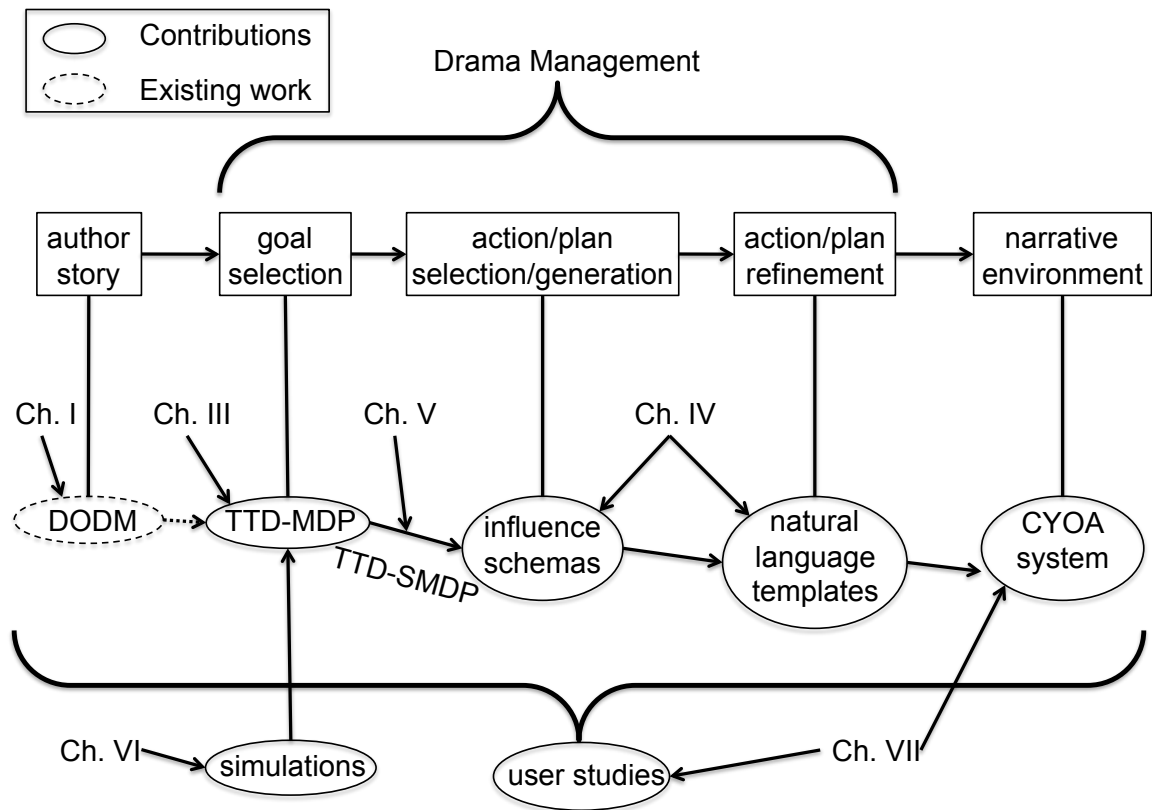 Contributions
Existing work
Drama Management
author
story
goal
selection
action/plan
selection/generation
action/plan
refinement
narrative
environment
Ch. I
Ch. III
Ch. V
Ch. IV
DODM
TTD-MDP
TTD-SMDP
influence
schemas
natural
language
templates
CYOA
system
Ch. VI
simulations
user studies
Ch. VII